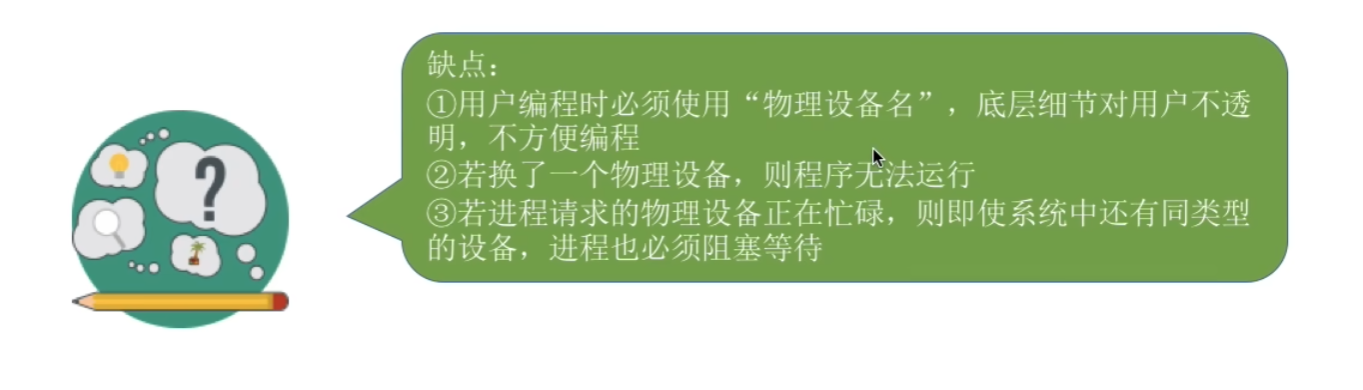 缺点：
①用户编程时必须使用“物理设备名”，底层细节对用户不透
明，不方便编程
②若换了一个物理设备，则程序无法运行
③若进程请求的物理设备正在忙碌，则即使系统中还有同类型
的设备，进程也必须阻塞等待
?